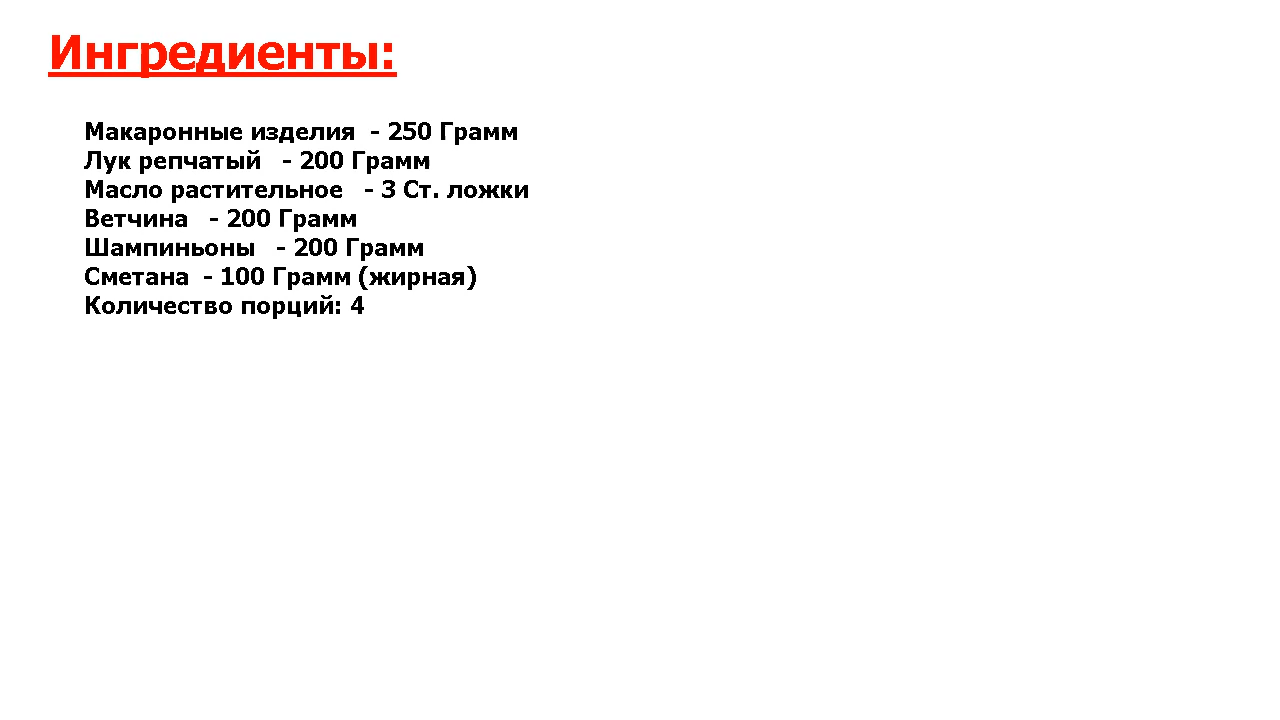 Ингредиенты:
Макаронные изделия  - 250 Грамм
Лук репчатый   - 200 Грамм
Масло растительное   - 3 Ст. ложки
Ветчина   - 200 Грамм
Шампиньоны   - 200 Грамм
Сметана  - 100 Грамм (жирная)
Количество порций: 4